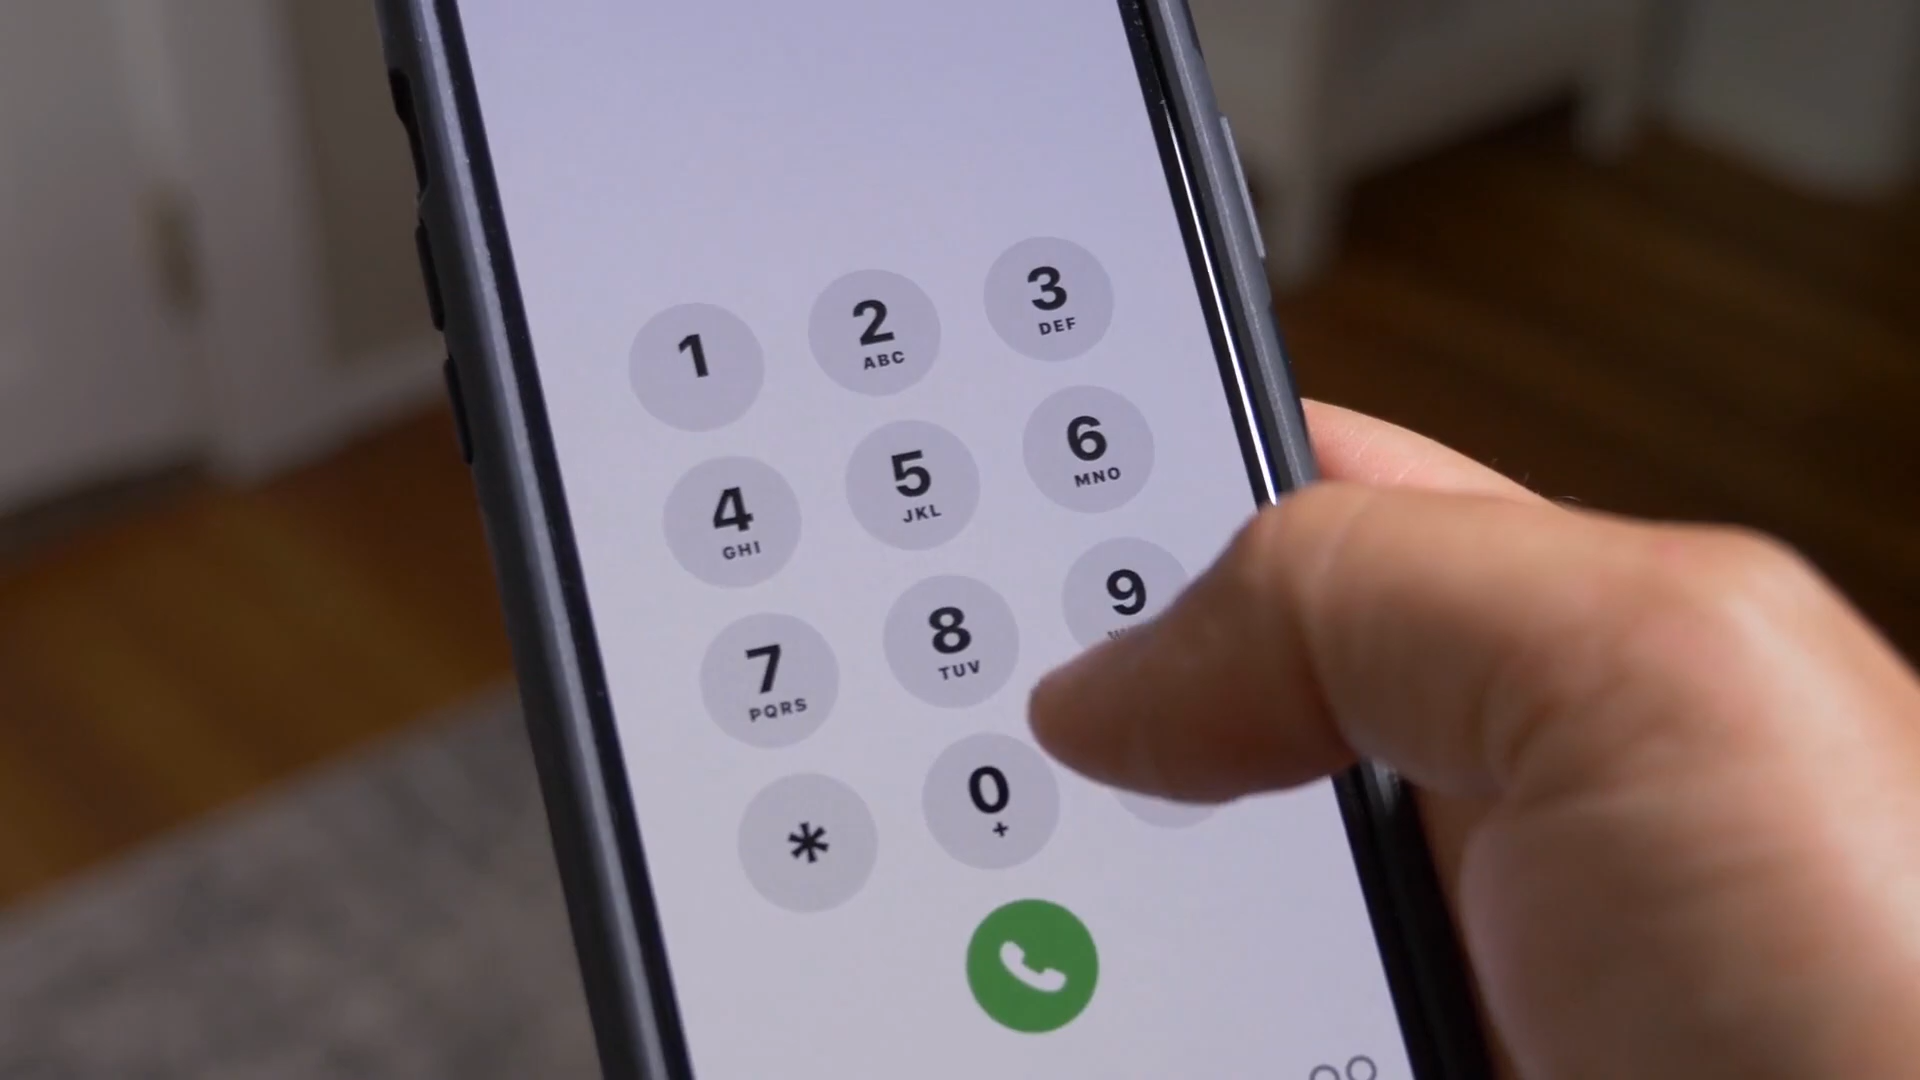 1 2 3
ABC DEF
4 5 6
GHI JKL MNO
7 8 9
PQRS TUV
* 0
+